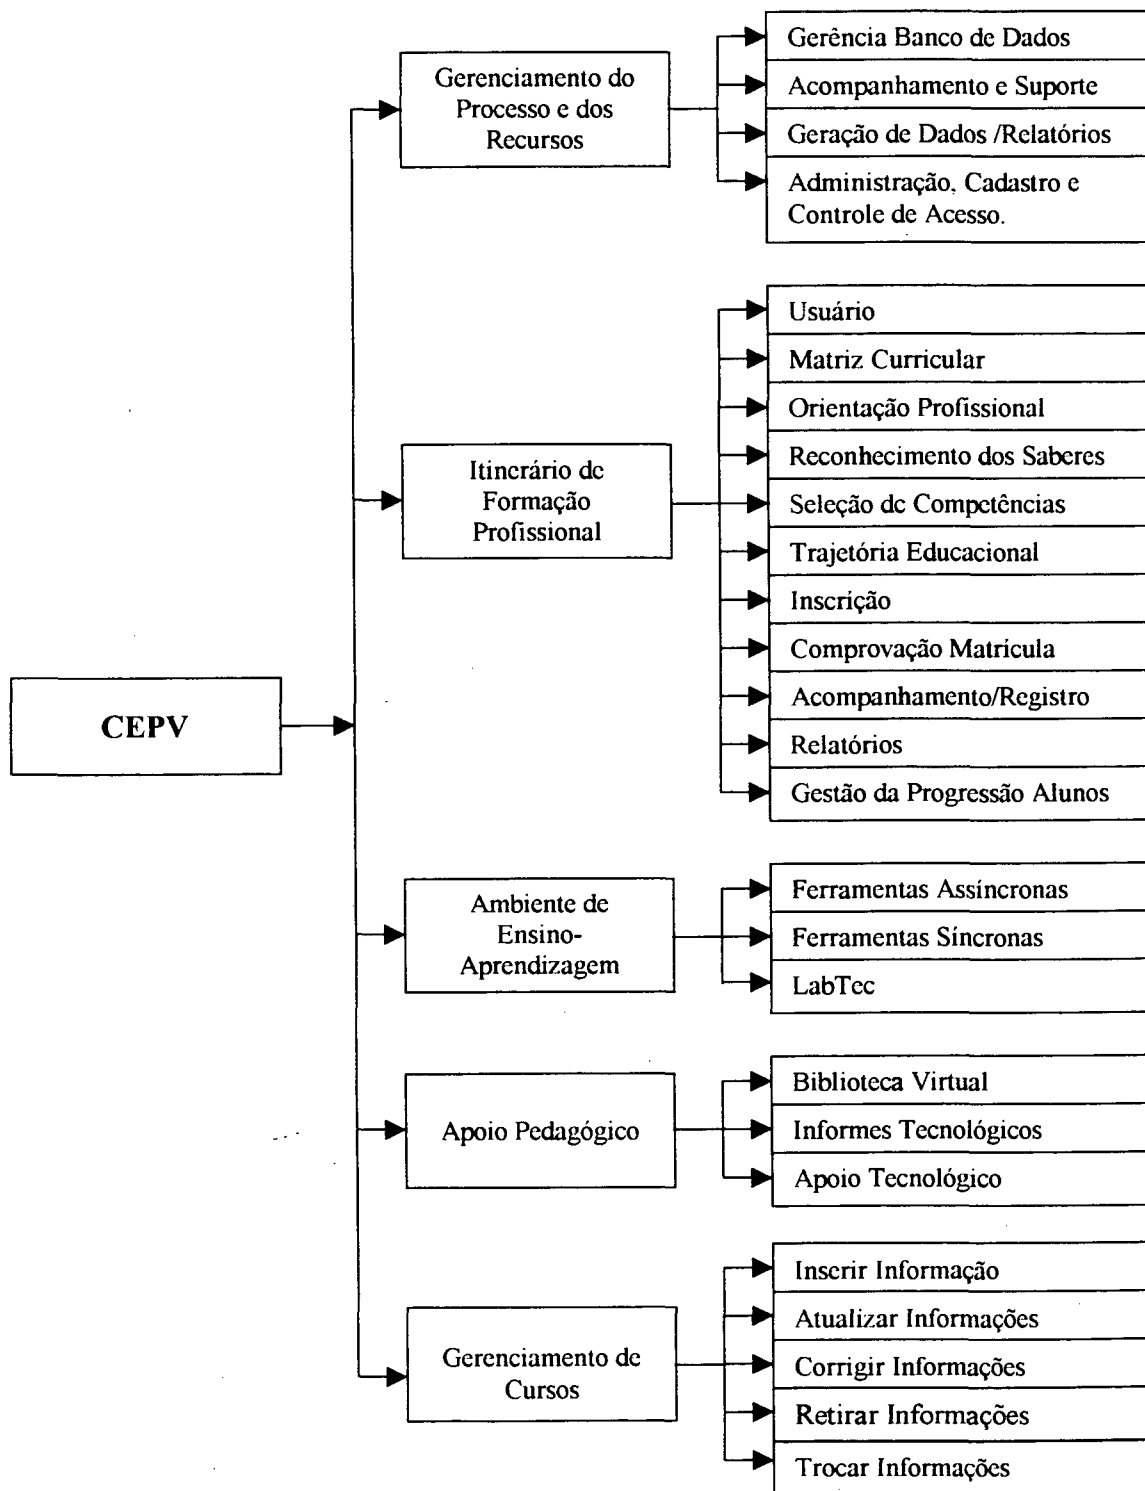 CEPV
Gerenciamento do
Processo e dos
Recursos
Gerência Banco de Dados
Acompanhamento e Suporte
Geração de Dados /Relatórios
Administração, Cadastro e
Controle de Acesso.
Itinerário de
Formação
Profissional
Usuário
Matriz Curricular
Orientação Profissional
Reconhecimento dos Saberes
Seleção de Competências
Trajetória Educacional
Inscrição
Comprovação Matrícula
Acompanhamento/Registro
Relatórios
Gestão da Progressão Alunos
Ambiente de
Ensino-
Aprendizagem
Ferramentas Assíncronas
Ferramentas Síncronas
LabTec
Apoio Pedagógico
Biblioteca Virtual
Informes Tecnológicos
Apoio Tecnológico
Gerenciamento de
Cursos
Inserir Informação
Atualizar Informações
Corrigir Informações
Retirar Informações
Trocar Informações